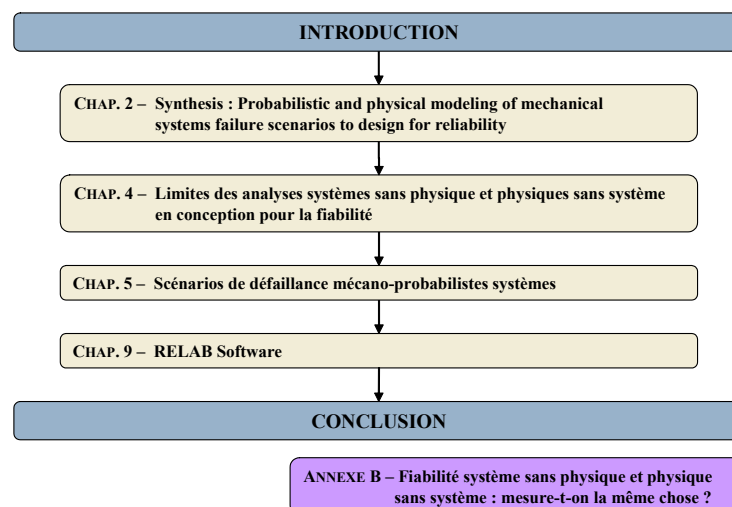 INTRODUCTION
CHAP. 2 – Synthesis : Probabilistic and physical modeling of mechanical
systems failure scenarios to design for reliability
CHAP. 4 – Limites des analyses systèmes sans physique et physiques sans système
en conception pour la fiabilité
CHAP. 5 – Scénarios de défaillance mécano-probabilistes systèmes
CHAP. 9 – RELAB Software
CONCLUSION
ANNEXE B – Fiabilité système sans physique et physique
sans système : mesure-t-on la même chose ?